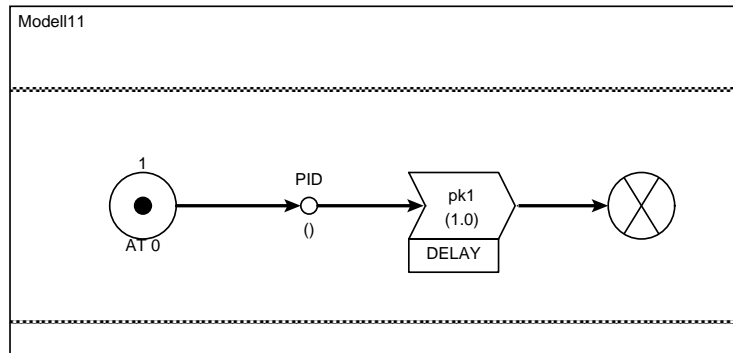 Modell11
1
AT 0
PID
()
pk1
(1.0)
DELAY